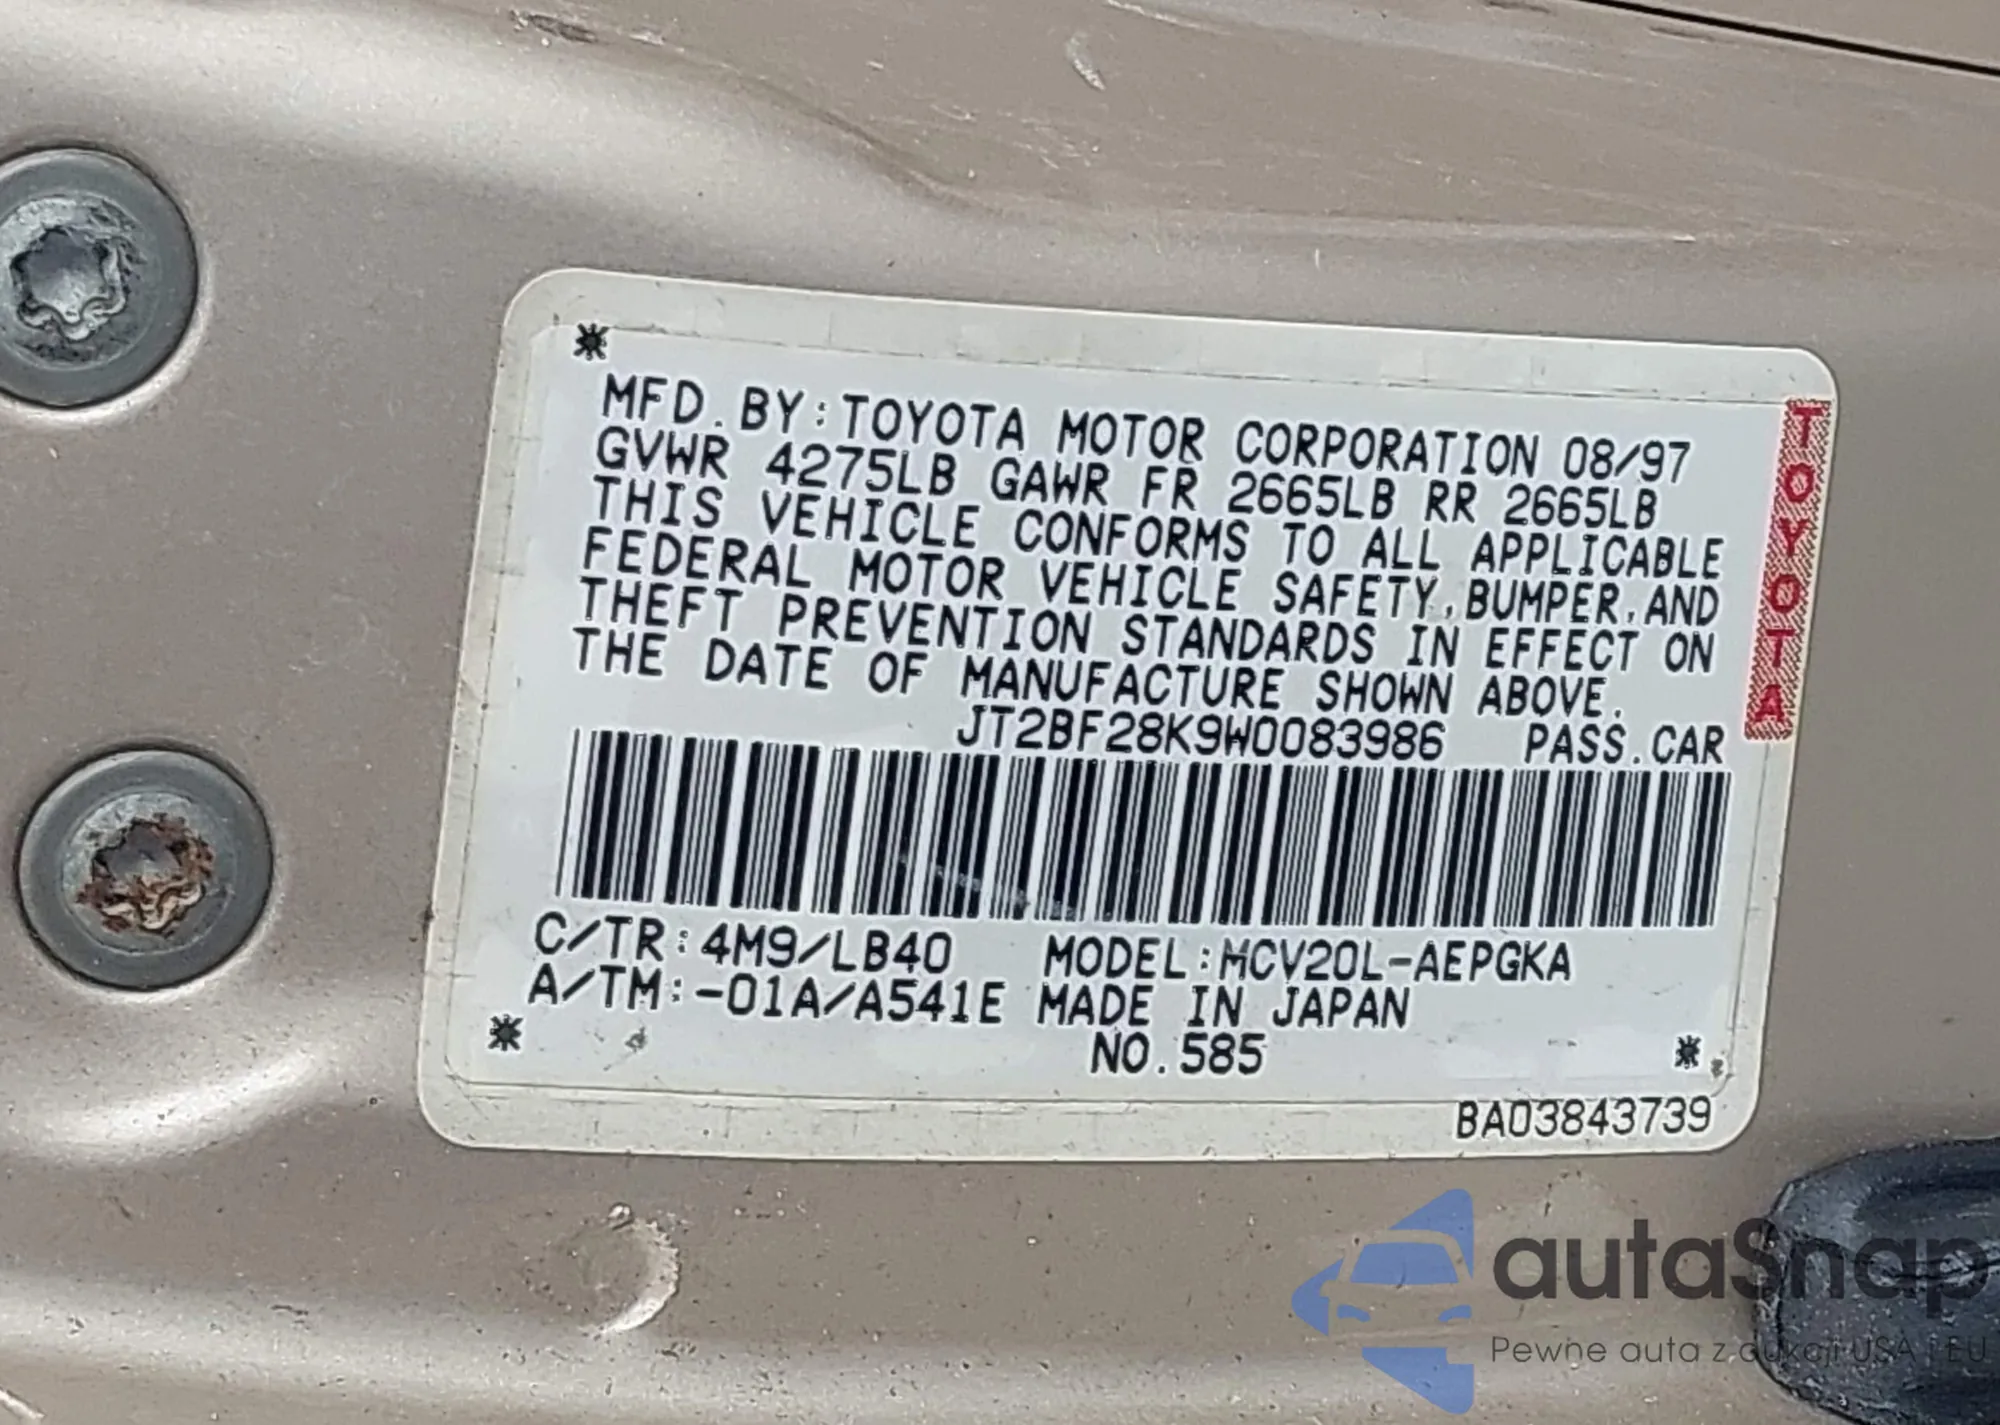 MFD. BY: TOYOTA MOTOR CORPORATION 08/97
GVWR 4275LB GAWR FR 2665LB RR 2665LB
THIS VEHICLE CONFORMS TO ALL APPLICABLE
FEDERAL MOTOR VEHICLE SAFETY, BUMPER, AND
THEFT PREVENTION STANDARDS IN EFFECT ON
THE DATE OF MANUFACTURE SHOWN ABOVE.
JT2BF28K9W0083986 PASS. CAR
C/TR: 4M9/LB40 MODEL: MCV20L-AEPGKA
A/TM: -01A/A541E MADE IN JAPAN
NO. 585
BA03843739
TOYOTA
autaSnap
Pewne auta z aukcji USA i EU